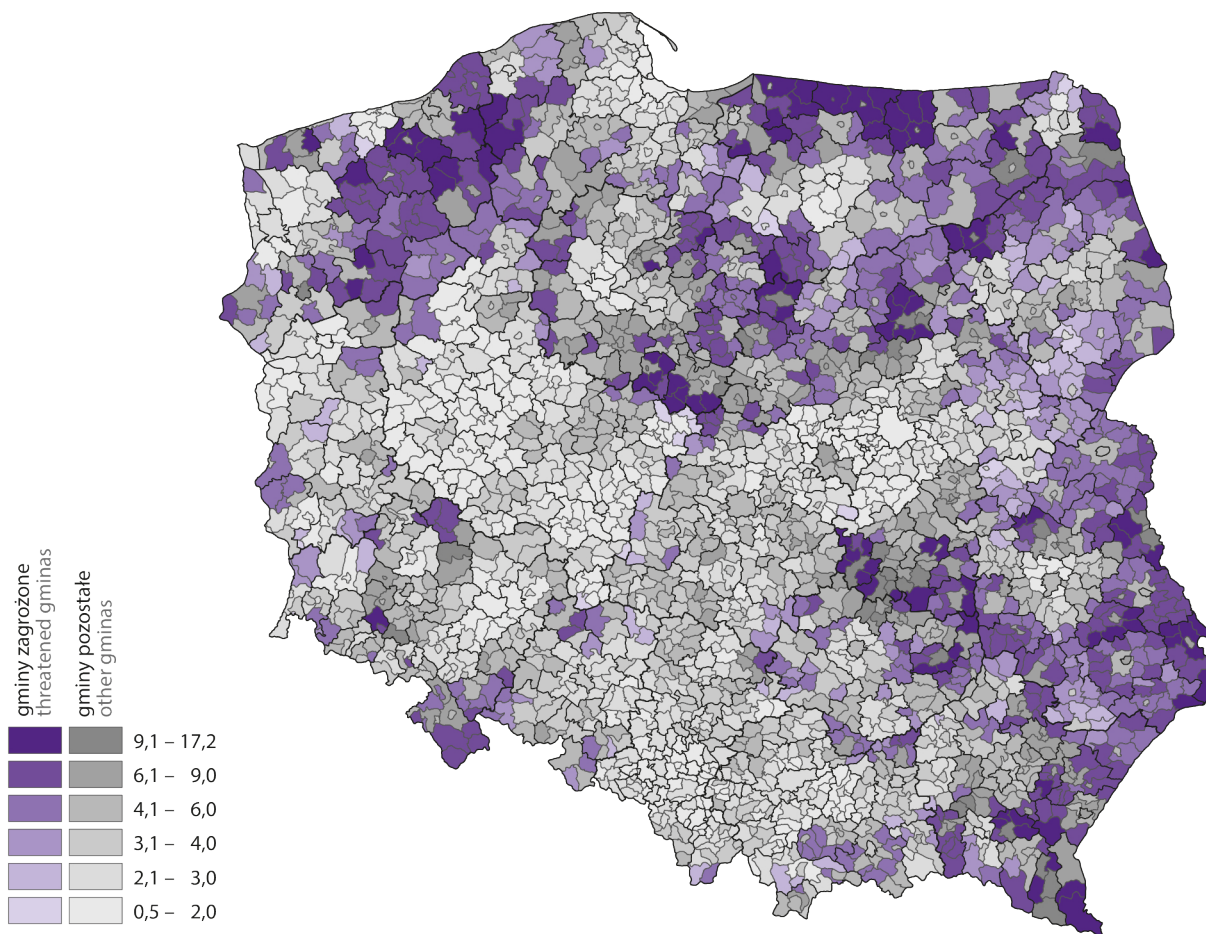 gminy zagrożone
threatened gminas
gminy pozostałe
other gminas
9,1 – 17,2
6,1 – 9,0
4,1 – 6,0
3,1 – 4,0
2,1 – 3,0
0,5 – 2,0